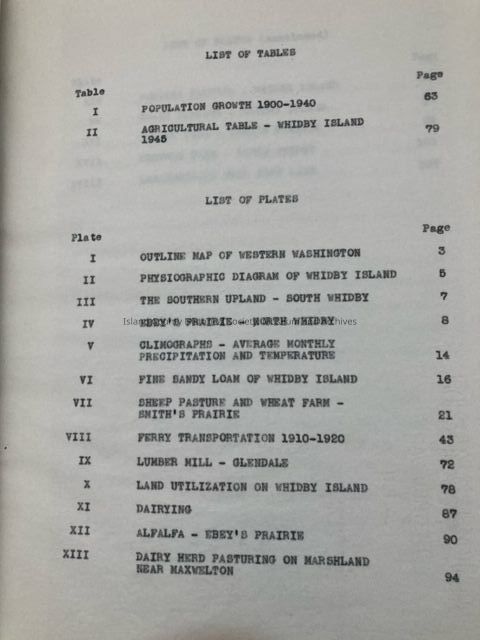 LIST OF TABLES
Table Page
I POPULATION GROWTH 1900-1940 63
II AGRICULTURAL TABLE - WHIDBY ISLAND
1945 79
LIST OF PLATES
Plate Page
I OUTLINE MAP OF WESTERN WASHINGTON 3
II PHYSIOGRAPHIC DIAGRAM OF WHIDBY ISLAND 5
III THE SOUTHERN UPLAND - SOUTH WHIDBY 7
IV EBEY'S PRAIRIE - NORTH WHIDBY 8
V CLIMOGRAPHS - AVERAGE MONTHLY
PRECIPITATION AND TEMPERATURE 14
VI FINE SANDY LOAM OF WHIDBY ISLAND 16
VII SHEEP PASTURE AND WHEAT FARM -
SMITH'S PRAIRIE 21
VIII FERRY TRANSPORTATION 1910-1920 43
IX LUMBER MILL - GLENDALE 72
X LAND UTILIZATION ON WHIDBY ISLAND 78
XI DAIRYING 87
XII ALFALFA - EBEY'S PRAIRIE 90
XIII DAIRY HERD PASTURING ON MARSHLAND
NEAR MAXWELTON 94